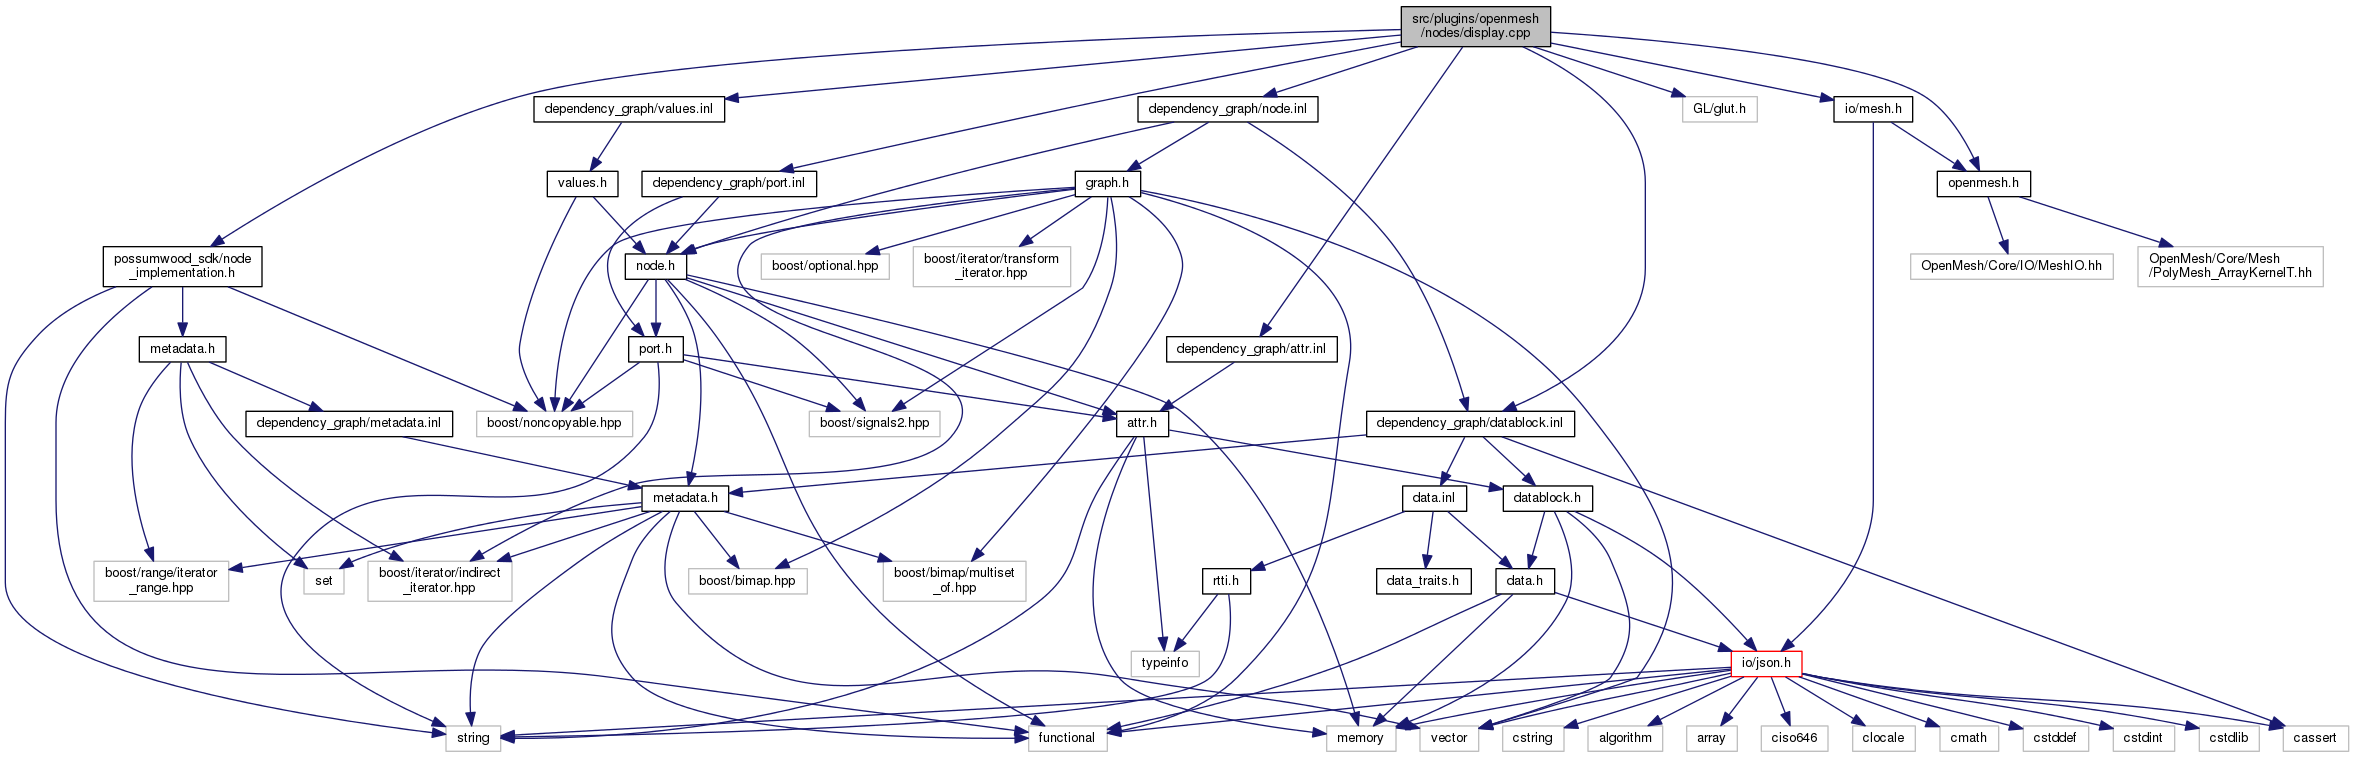 src/plugins/openmesh
/nodes/display.cpp
dependency_graph/values.inl
dependency_graph/node.inl
GL/glut.h
io/mesh.h
values.h
dependency_graph/port.inl
graph.h
openmesh.h
possumwood_sdk/node
_implementation.h
node.h
boost/optional.hpp
boost/iterator/transform
_iterator.hpp
OpenMesh/Core/IO/MeshIO.hh
OpenMesh/Core/Mesh
/PolyMesh_ArrayKernelT.hh
metadata.h
port.h
dependency_graph/attr.inl
dependency_graph/metadata.inl
boost/noncopyable.hpp
boost/signals2.hpp
attr.h
dependency_graph/datablock.inl
metadata.h
data.inl
datablock.h
boost/range/iterator
_range.hpp
set
boost/iterator/indirect
_iterator.hpp
boost/bimap.hpp
boost/bimap/multiset
_of.hpp
rtti.h
data_traits.h
data.h
typeinfo
io/json.h
string
functional
memory
vector
cstring
algorithm
array
ciso646
clocale
cmath
cstddef
cstdint
cstdlib
cassert